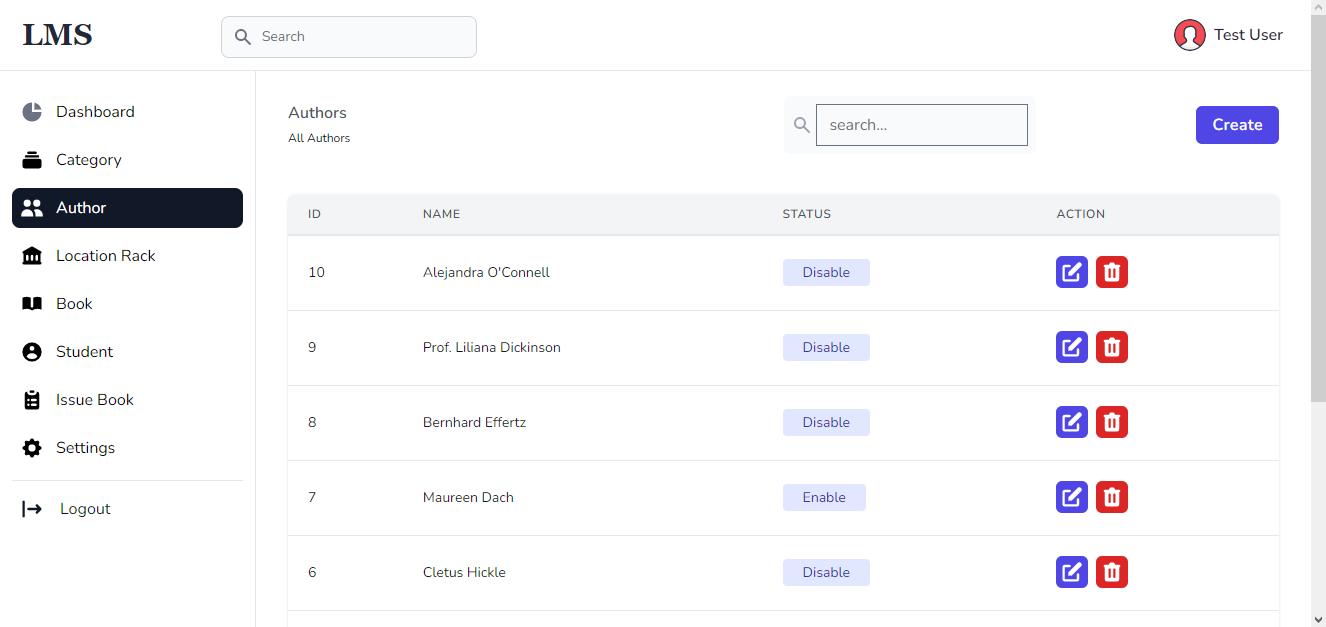 LMS
Search
Test User
Dashboard
Category
Author
Location Rack
Book
Student
Issue Book
Settings
Logout
Authors
All Authors
search...
Create
ID NAME STATUS ACTION
10 Alejandra O'Connell Disable
9 Prof. Liliana Dickinson Disable
8 Bernhard Effertz Disable
7 Maureen Dach Enable
6 Cletus Hickle Disable